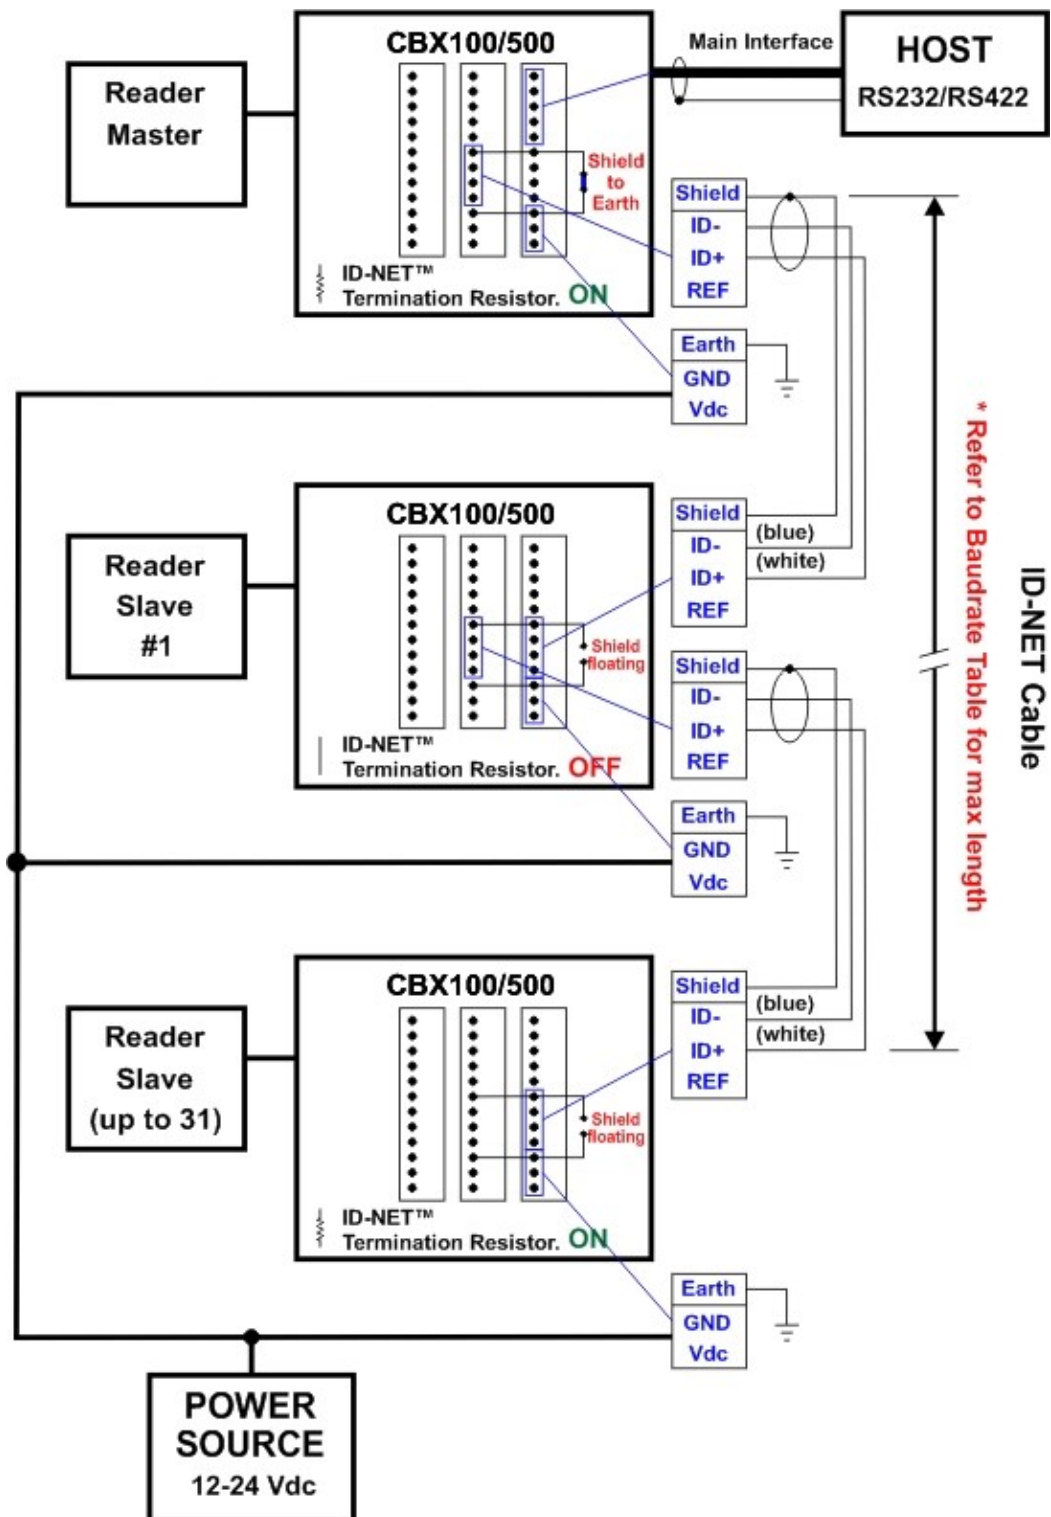 CBX100/500
Main Interface
HOST
RS232/RS422
Reader
Master
Shield
to
Earth
ID-NET™
Termination Resistor. ON
Shield
ID-
ID+
REF
Earth
GND
Vdc
CBX100/500
Reader
Slave
#1
Shield
floating
ID-NET™
Termination Resistor. OFF
Shield
ID-
ID+
REF
(blue)
(white)
Shield
ID-
ID+
REF
Earth
GND
Vdc
* Refer to Baudrate Table for max length
ID-NET Cable
CBX100/500
Reader
Slave
(up to 31)
Shield
floating
ID-NET™
Termination Resistor. ON
Shield
ID-
ID+
REF
(blue)
(white)
Earth
GND
Vdc
POWER
SOURCE
12-24 Vdc